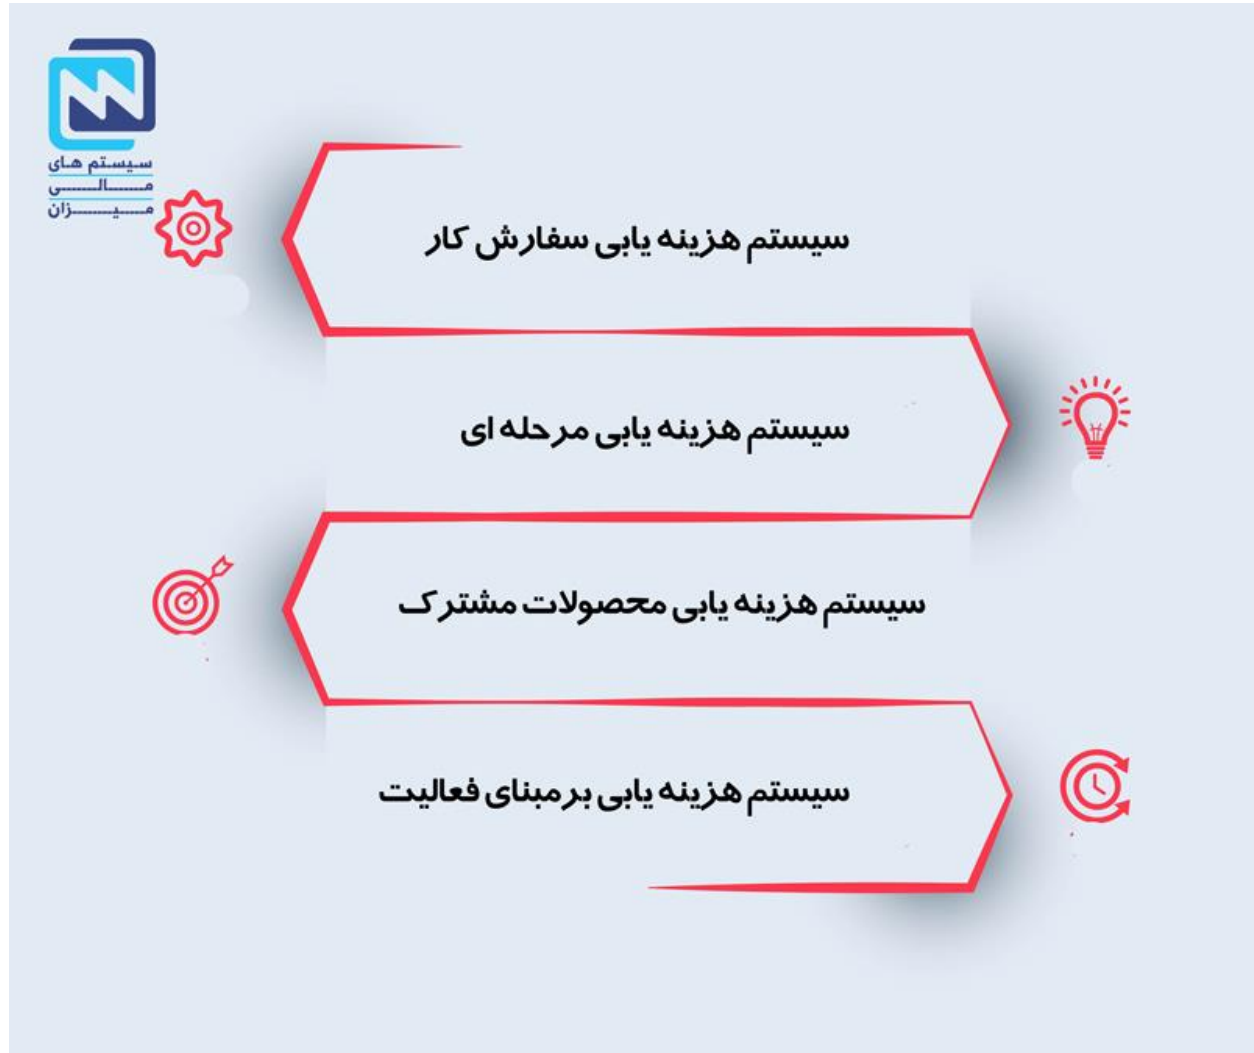 سیستم های
مالی
میزان
سیستم هزینه یابی سفارش کار
سیستم هزینه یابی مرحله ای
سیستم هزینه یابی محصولات مشترک
سیستم هزینه یابی بر مبنای فعالیت